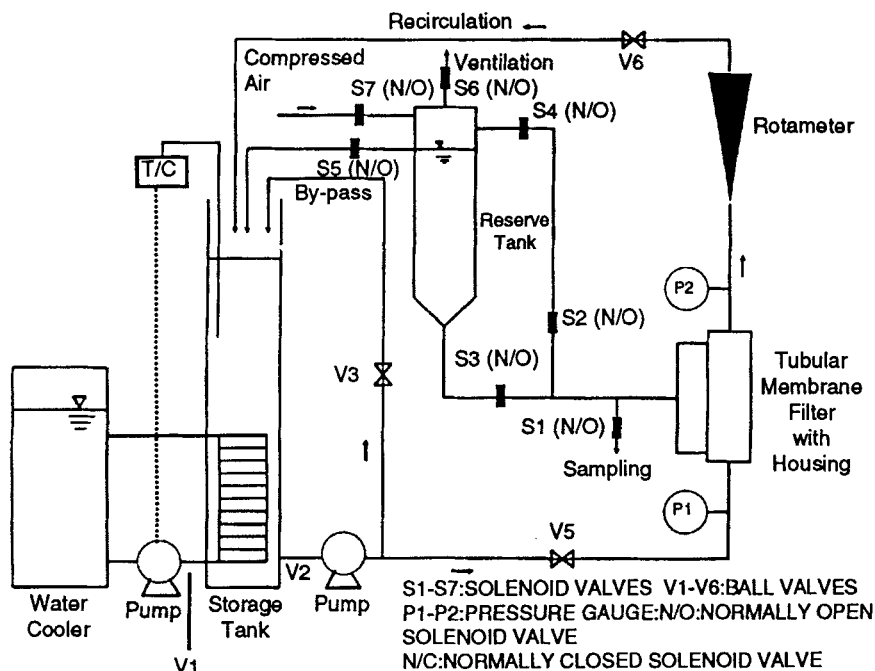 Recirculation
Compressed
Air
Ventilation
S6 (N/O)
S7 (N/O)
S4 (N/O)
V6
Rotameter
T/C
S5 (N/O)
By-pass
Reserve
Tank
P2
S2 (N/O)
S3 (N/O)
V3
Tubular
Membrane
Filter
with
Housing
S1 (N/O)
Sampling
P1
V5
V2
Water
Cooler
Pump
Storage
Tank
Pump
V1
S1-S7:SOLENOID VALVES V1-V6:BALL VALVES
P1-P2:PRESSURE GAUGE:N/O:NORMALLY OPEN
SOLENOID VALVE
N/C:NORMALLY CLOSED SOLENOID VALVE